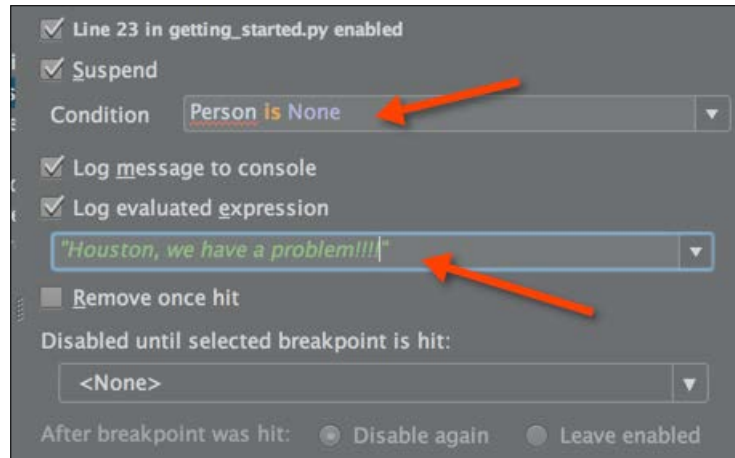 Line 23 in getting_started.py enabled
Suspend
Condition Person is None
Log message to console
Log evaluated expression
"Houston, we have a problem!!!!"
Remove once hit
Disabled until selected breakpoint is hit:
<None>
After breakpoint was hit: Disable again Leave enabled